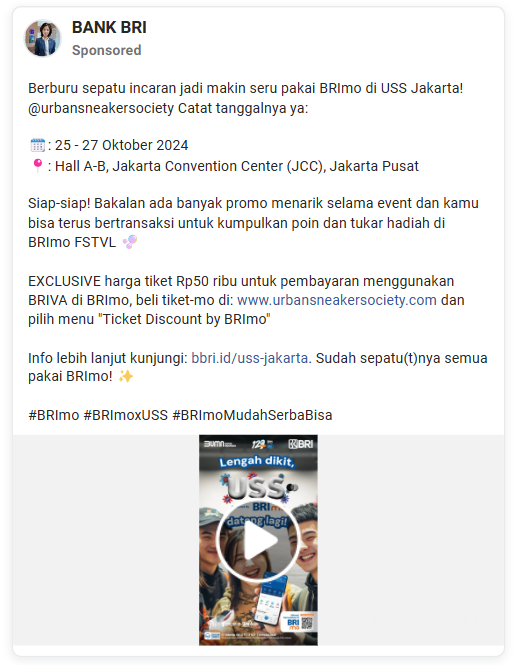 BANK BRI
Sponsored
Berburu sepatu incaran jadi makin seru pakai BRImo di USS Jakarta!
@urbansneakersociety Catat tanggalnya ya:
🗓️: 25 - 27 Oktober 2024
📍: Hall A-B, Jakarta Convention Center (JCC), Jakarta Pusat
Siap-siap! Bakalan ada banyak promo menarik selama event dan kamu
bisa terus bertransaksi untuk kumpulkan poin dan tukar hadiah di
BRImo FSTVL 🫧
EXCLUSIVE harga tiket Rp50 ribu untuk pembayaran menggunakan
BRIVA di BRImo, beli tiket-mo di: www.urbansneakersociety.com dan
pilih menu "Ticket Discount by BRImo"
Info lebih lanjut kunjungi: bbri.id/uss-jakarta. Sudah sepatu(t)nya semua
pakai BRImo! ✨
#BRImo #BRImoxUSS #BRImoMudahSerbaBisa
BUMN 129 BRI
Lengah dikit,
USS
BRI
datang lagi!
BRI
mo